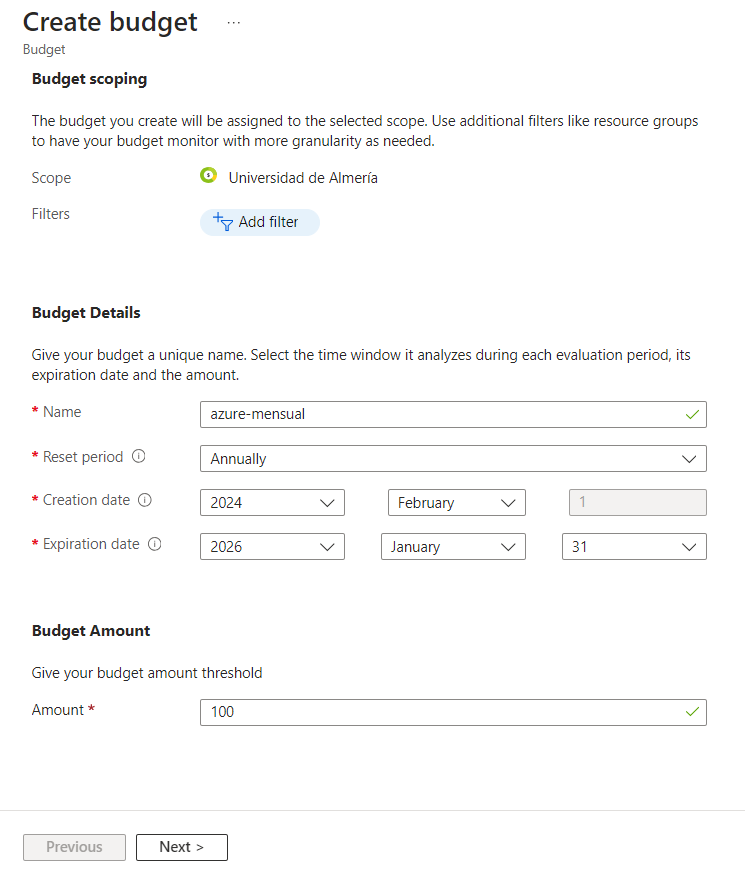 Create budget ...
Budget
Budget scoping
The budget you create will be assigned to the selected scope. Use additional filters like resource groups
to have your budget monitor with more granularity as needed.
Scope Universidad de Almería
Filters Add filter
Budget Details
Give your budget a unique name. Select the time window it analyzes during each evaluation period, its
expiration date and the amount.
* Name azure-mensual
* Reset period Annually
* Creation date 2024 February 1
* Expiration date 2026 January 31
Budget Amount
Give your budget amount threshold
Amount * 100
Previous Next >